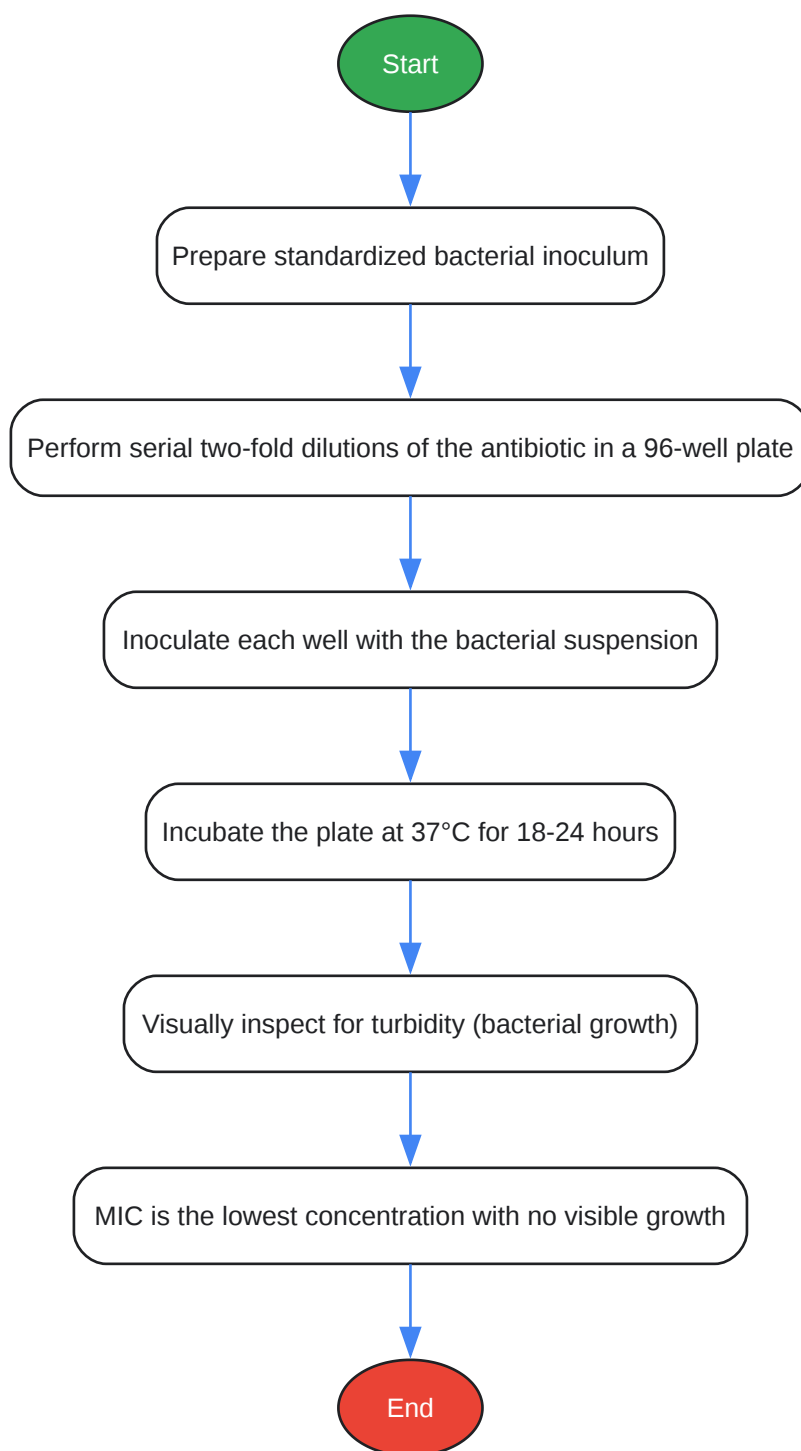 Start
Prepare standardized bacterial inoculum
Perform serial two-fold dilutions of the antibiotic in a 96-well plate
Inoculate each well with the bacterial suspension
Incubate the plate at 37°C for 18-24 hours
Visually inspect for turbidity (bacterial growth)
MIC is the lowest concentration with no visible growth
End